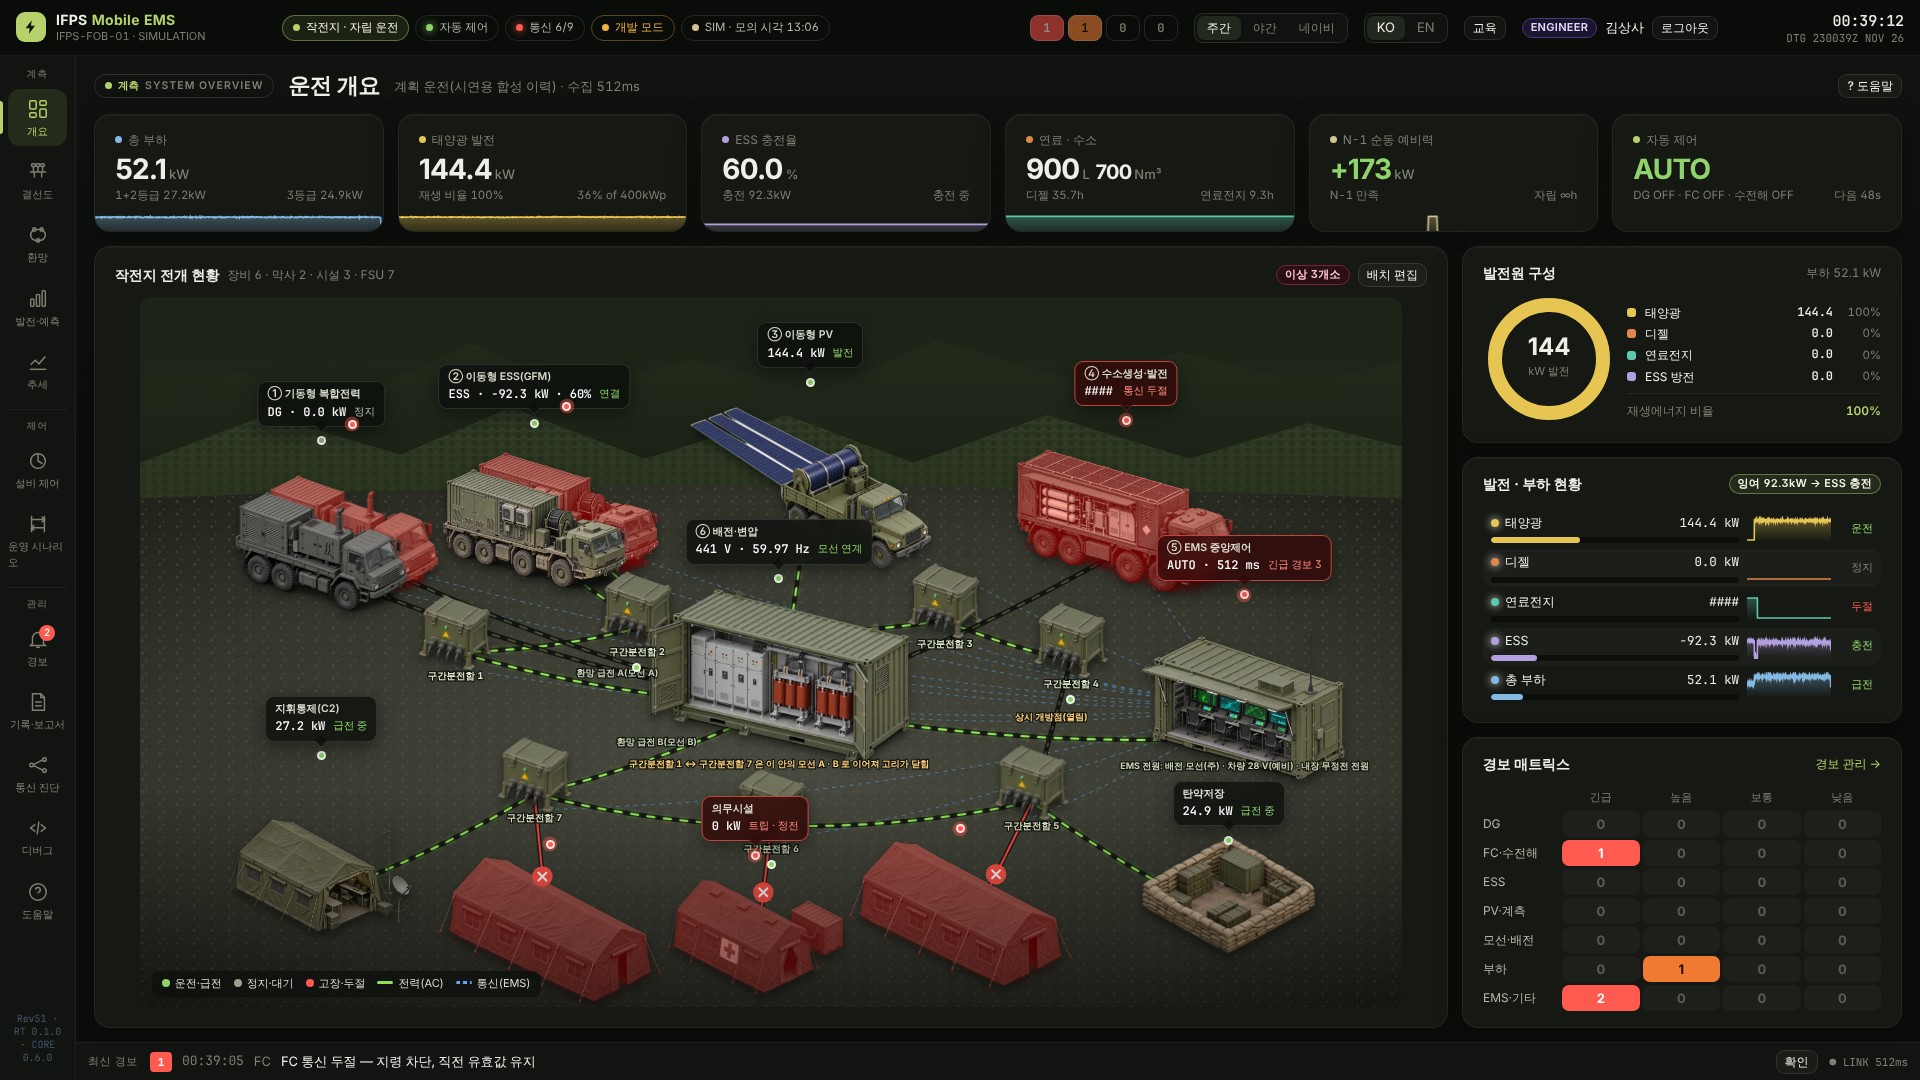 IFPS Mobile EMS
IFPS-FOB-01 · SIMULATION
작전지 · 자립 운전
자동 제어
통신 6/9
개발 모드
SIM · 모의 시각 13:06
1 1 0 0
주간 야간 네이비
KO EN
교육
ENGINEER 김상사 로그아웃
00:39:12
DTG 230039Z NOV 26
계측
개요
결선도
환망
발전·예측
추세
제어
설비 제어
운영 시나리오
관리
2
경보
기록·보고서
통신 진단
디버그
도움말
RevS1 ·
RT 0.1.0
· CORE
0.6.0
계측 SYSTEM OVERVIEW
운전 개요
계획 운전(시연용 합성 이력) · 수집 512ms
? 도움말
총 부하
52.1 kW
1+2등급 27.2kW 3등급 24.9kW
태양광 발전
144.4 kW
재생 비율 100% 36% of 400kWp
ESS 충전율
60.0 %
충전 92.3kW 충전 중
연료 · 수소
900 L 700 Nm³
디젤 35.7h 연료전지 9.3h
N-1 순동 예비력
+173 kW
N-1 만족 자립 ∞h
자동 제어
AUTO
DG OFF · FC OFF · 수전해 OFF 다음 48s
작전지 전개 현황 장비 6 · 막사 2 · 시설 3 · FSU 7
이상 3개소 배치 편집
③ 이동형 PV
144.4 kW 발전
② 이동형 ESS(GFM)
ESS · -92.3 kW · 60% 연결
① 기동형 복합전력
DG · 0.0 kW 정지
④ 수소생성·발전
#### 통신 두절
⑥ 배전·변압
441 V · 59.97 Hz 모선 연계
⑤ EMS 중앙제어
AUTO · 512 ms 긴급 경보 3
구간분전함 1
구간분전함 2
환망 급전 A(모선 A)
구간분전함 3
구간분전함 4
상시 개방점(열림)
지휘통제(C2)
27.2 kW 급전 중
환망 급전 B(모선 B)
구간분전함 1 ↔ 구간분전함 7 은 이 안의 모선 A · B 로 이어져 고리가 닫힘
EMS 전원: 배전 모선(주) · 차량 28 V(예비) · 내장 무정전 전원
구간분전함 7
의무시설
0 kW 트립 · 정전
구간분전함 6
구간분전함 5
탄약저장
24.9 kW 급전 중
운전·급전 정지·대기 고장·두절 전력(AC) 통신(EMS)
발전원 구성 부하 52.1 kW
144
kW 발전
태양광 144.4 100%
디젤 0.0 0%
연료전지 0.0 0%
ESS 방전 0.0 0%
재생에너지 비율 100%
발전 · 부하 현황 잉여 92.3kW → ESS 충전
태양광 144.4 kW 운전
디젤 0.0 kW 정지
연료전지 #### 두절
ESS -92.3 kW 충전
총 부하 52.1 kW 급전
경보 매트릭스 경보 관리 →
긴급 높음 보통 낮음
DG 0 0 0 0
FC·수전해 1 0 0 0
ESS 0 0 0 0
PV·계측 0 0 0 0
모선·배전 0 0 0 0
부하 0 1 0 0
EMS·기타 2 0 0 0
최신 경보 1 00:39:05 FC FC 통신 두절 — 지령 차단, 직전 유효값 유지
확인 LINK 512ms